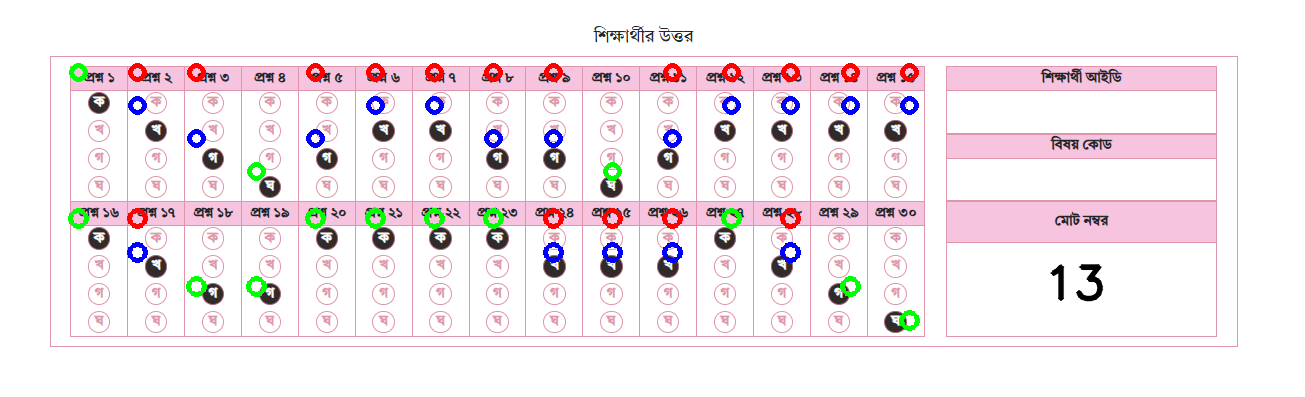 শিক্ষার্থীর উত্তর
প্রশ্ন ১ প্রশ্ন ২ প্রশ্ন ৩ প্রশ্ন ৪ প্রশ্ন ৫ প্রশ্ন ৬ প্রশ্ন ৭ প্রশ্ন ৮ প্রশ্ন ৯ প্রশ্ন ১০ প্রশ্ন ১১ প্রশ্ন ১২ প্রশ্ন ১৩ প্রশ্ন ১৪ প্রশ্ন ১৫
ক ক ক ক ক ক ক ক ক ক ক ক ক ক ক
খ খ খ খ খ খ খ খ খ খ খ খ খ খ খ
গ গ গ গ গ গ গ গ গ গ গ গ গ গ গ
ঘ ঘ ঘ ঘ ঘ ঘ ঘ ঘ ঘ ঘ ঘ ঘ ঘ ঘ ঘ
প্রশ্ন ১৬ প্রশ্ন ১৭ প্রশ্ন ১৮ প্রশ্ন ১৯ প্রশ্ন ২০ প্রশ্ন ২১ প্রশ্ন ২২ প্রশ্ন ২৩ প্রশ্ন ২৪ প্রশ্ন ২৫ প্রশ্ন ২৬ প্রশ্ন ২৭ প্রশ্ন ২৮ প্রশ্ন ২৯ প্রশ্ন ৩০
ক ক ক ক ক ক ক ক ক ক ক ক ক ক ক
খ খ খ খ খ খ খ খ খ খ খ খ খ খ খ
গ গ গ গ গ গ গ গ গ গ গ গ গ গ গ
ঘ ঘ ঘ ঘ ঘ ঘ ঘ ঘ ঘ ঘ ঘ ঘ ঘ ঘ ঘ
শিক্ষার্থী আইডি
বিষয় কোড
মোট নম্বর
13